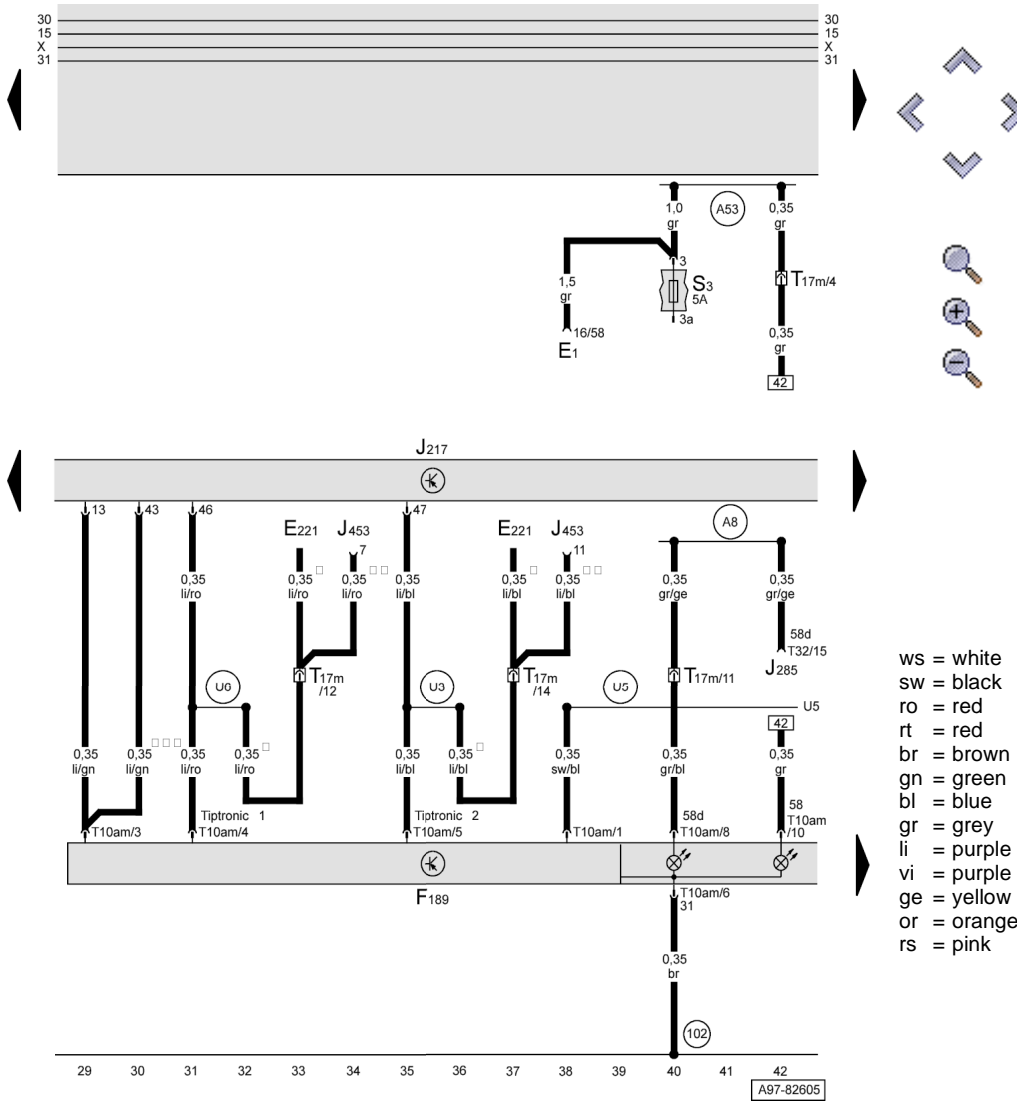 30 30
15 15
X X
31 31
1,0 gr
A53
0,35 gr
3
S3
5A
3a
T17m/4
1,5 gr
16/58
E1
0,35 gr
42
J217
13 43 46 47
E221 J453
7
E221 J453
11
A8
0,35 li/ro
0,35 li/ro
0,35 li/ro
0,35 li/bl
0,35 li/bl
0,35 li/bl
0,35 gr/ge
0,35 gr/ge
58d
T32/15
J285
U6
T17m /12
U3
T17m /14
U5
T17m/11
U5
42
0,35 li/gn
0,35 li/gn
0,35 li/ro
0,35 li/ro
0,35 li/bl
0,35 li/bl
0,35 sw/bl
0,35 gr/bl
0,35 gr
Tiptronic 1
Tiptronic 2
58d
58
T10am/3
T10am/4
T10am/5
T10am/1
T10am/8
T10am /10
F189
T10am/6
31
0,35 br
102
29 30 31 32 33 34 35 36 37 38 39 40 41 42
A97-82605
ws = white
sw = black
ro = red
rt = red
br = brown
gn = green
bl = blue
gr = grey
li = purple
vi = purple
ge = yellow
or = orange
rs = pink